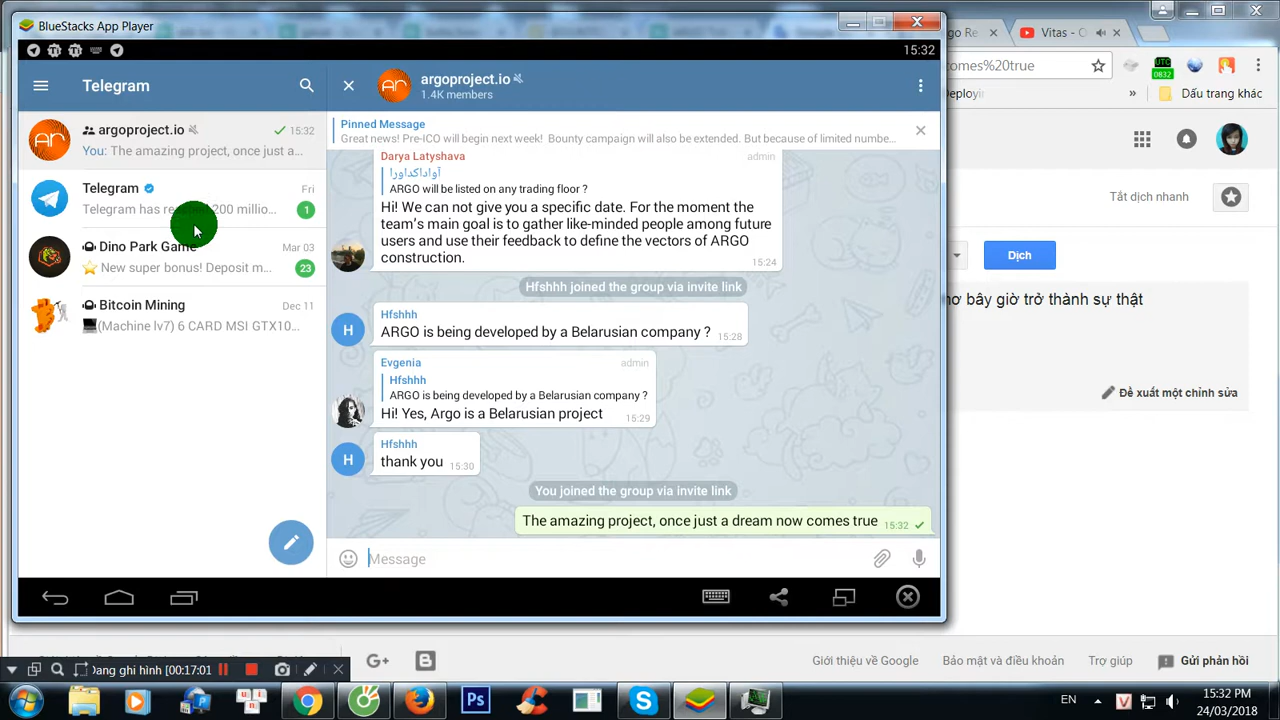 BlueStacks App Player
go Re
Vitas - O
15:32
omes%20true
UTC
0832
Deployin
»
Dấu trang khác
Telegram
argoproject.io
1.4K members
argoproject.io
15:32
You: The amazing project, once just a...
Telegram
Fri
Telegram has reached 200 millio...
1
Dino Park Game
Mar 03
New super bonus! Deposit m...
23
Bitcoin Mining
Dec 11
(Machine lv7) 6 CARD MSI GTX10...
Pinned Message
Great news! Pre-ICO will begin next week! Bounty campaign will also be extended. But because of limited numbe...
Darya Latyshava
admin
ARGO will be listed on any trading floor ?
Hi! We can not give you a specific date. For the moment the
team's main goal is to gather like-minded people among future
users and use their feedback to define the vectors of ARGO
construction.
15:24
Hfshhh joined the group via invite link
Hfshhh
H
ARGO is being developed by a Belarusian company ?
15:28
Evgenia
admin
Hfshhh
ARGO is being developed by a Belarusian company ?
Hi! Yes, Argo is a Belarusian project
15:29
Hfshhh
H
thank you
15:30
You joined the group via invite link
The amazing project, once just a dream now comes true
15:32
Message
Tắt dịch nhanh
Dịch
ơ bây giờ trở thành sự thật
Đề xuất một chỉnh sửa
Giới thiệu về Google
Bảo mật và điều khoản
Trợ giúp
Gửi phản hồi
Đang ghi hình [00:17:01
G+
Ps
EN
15:32 PM
24/03/2018